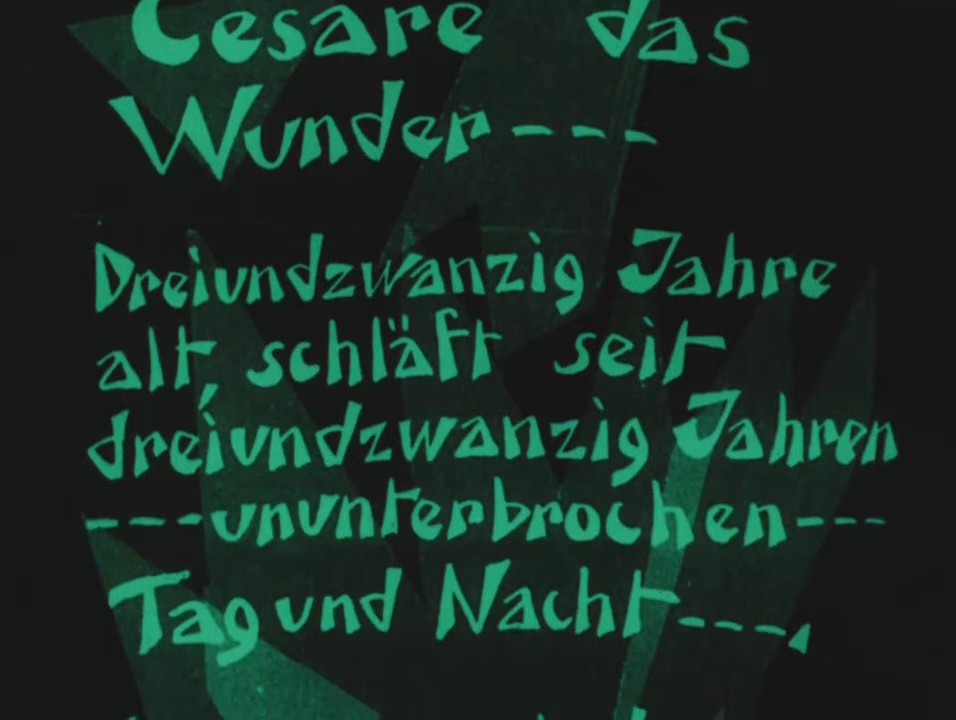 Cesare das
Wunder----
Dreiundzwanzig Jahre
alt, schläft seit
dreiundzwanzig Jahren
---ununterbrochen---
Tag und Nacht----,